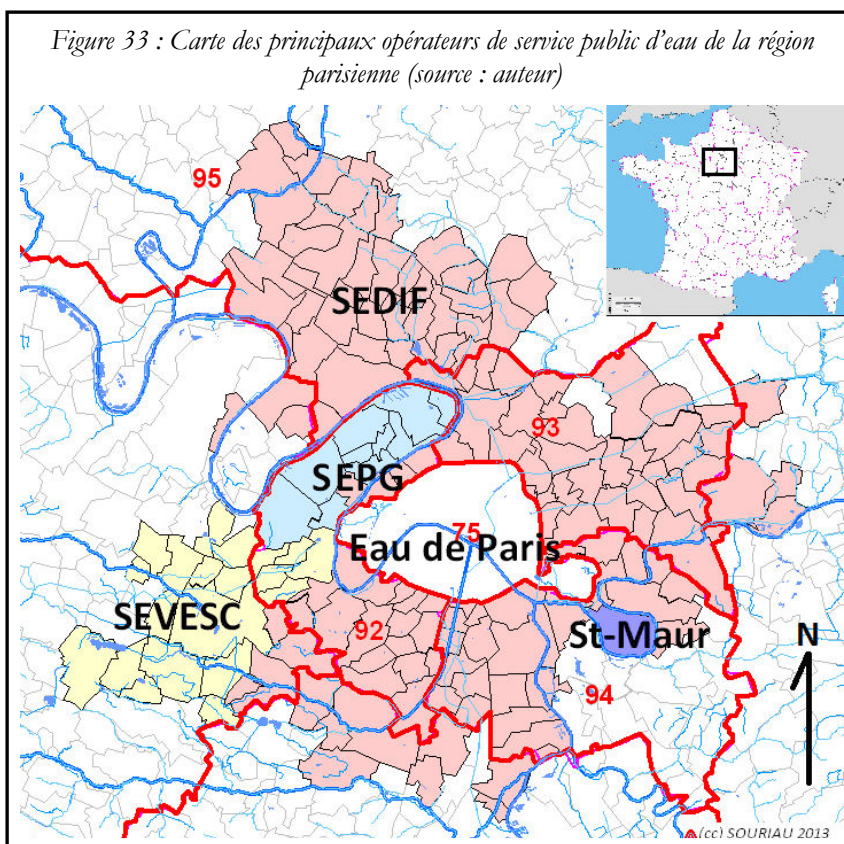 Figure 33 : Carte des principaux opérateurs de service public d'eau de la région
parisienne (source : auteur)
95
SEDIF
93
SEPG
75
Eau de Paris
SEVESC
92
St-Maur
N
94
(cc) SOURIAU 2013